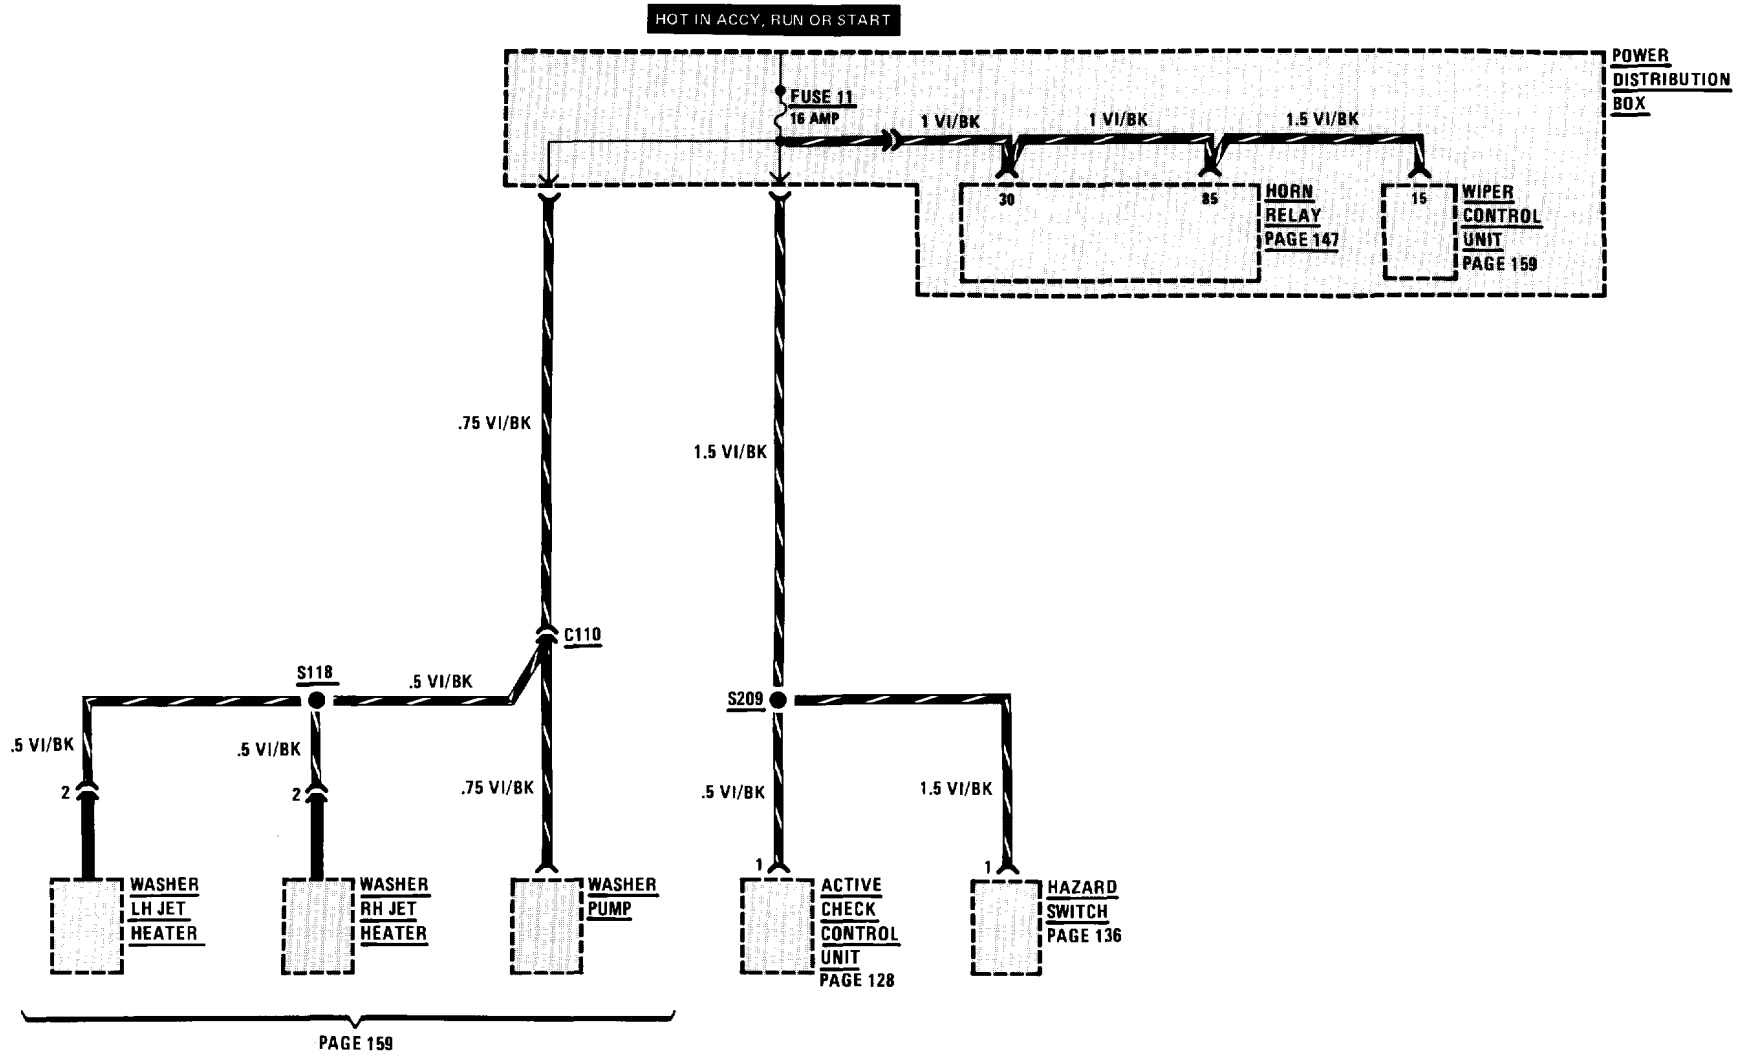 HOT IN ACCY, RUN OR START
POWER
DISTRIBUTION
BOX
FUSE 11
16 AMP
1 VI/BK
1 VI/BK
1.5 VI/BK
30
85
HORN
RELAY
PAGE 147
15
WIPER
CONTROL
UNIT
PAGE 159
.75 VI/BK
1.5 VI/BK
C110
S118
.5 VI/BK
S209
.5 VI/BK
.5 VI/BK
.75 VI/BK
.5 VI/BK
1.5 VI/BK
2
2
1
1
WASHER
LH JET
HEATER
WASHER
RH JET
HEATER
WASHER
PUMP
ACTIVE
CHECK
CONTROL
UNIT
PAGE 128
HAZARD
SWITCH
PAGE 136
PAGE 159